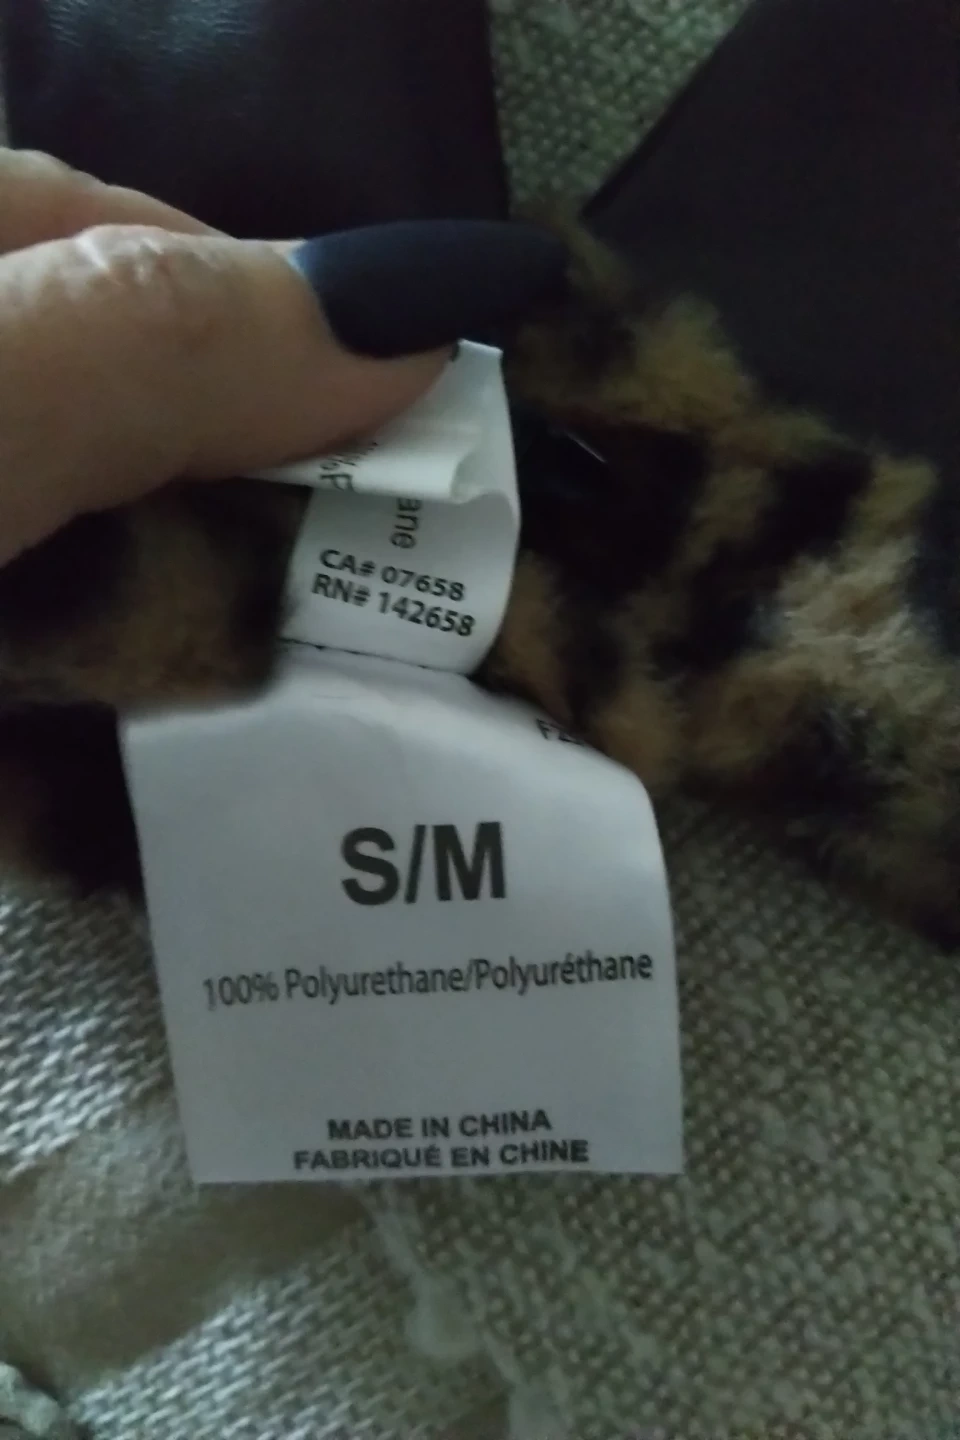 ane
CA# 07658
RN# 142658
S/M
100% Polyurethane/Polyuréthane
MADE IN CHINA
FABRIQUÉ EN CHINE